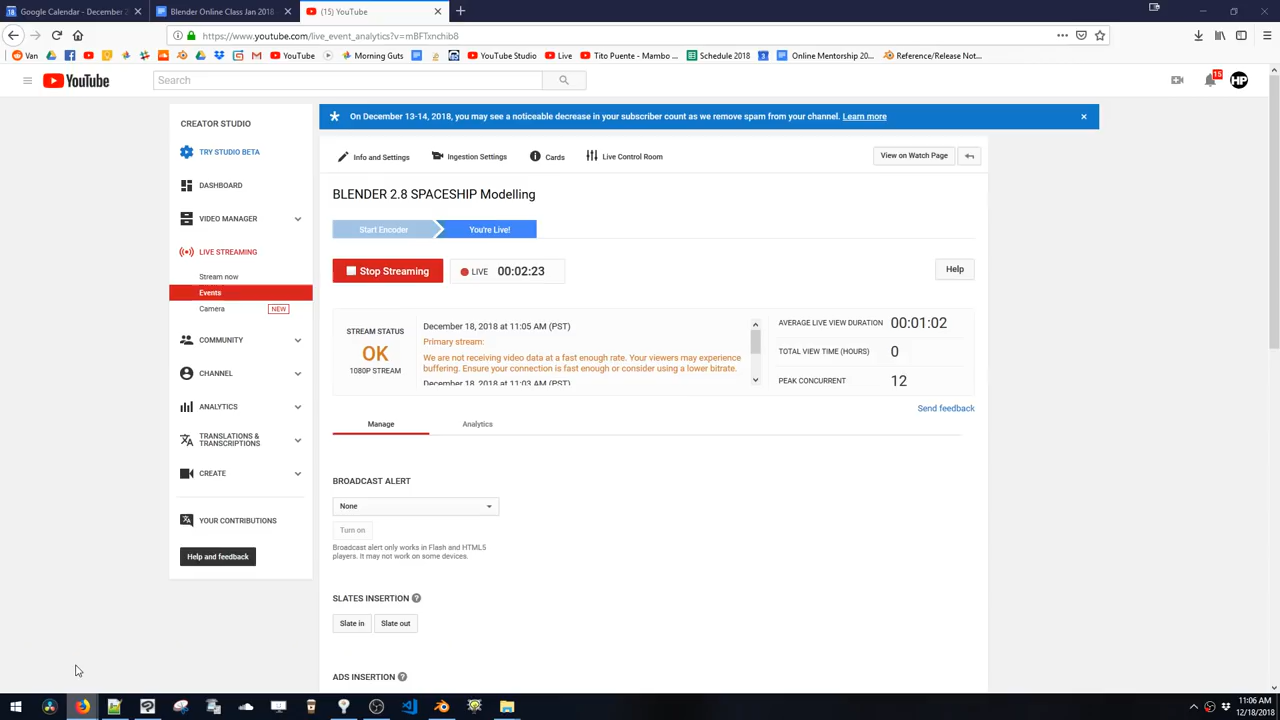 Google Calendar - December 2
Blender Online Class Jan 2018
(15) YouTube
https://www.youtube.com/live_event_analytics?v=mBFTxnchib8
Van
YouTube
Morning Guts
YouTube Studio
Live
Tito Puente - Mambo ...
Schedule 2018
Online Mentorship 20...
Reference/Release Not...
YouTube
Search
15
HP
CREATOR STUDIO
TRY STUDIO BETA
DASHBOARD
VIDEO MANAGER
LIVE STREAMING
Stream now
Events
Camera
NEW
COMMUNITY
CHANNEL
ANALYTICS
TRANSLATIONS &
TRANSCRIPTIONS
CREATE
YOUR CONTRIBUTIONS
Help and feedback
On December 13-14, 2018, you may see a noticeable decrease in your subscriber count as we remove spam from your channel. Learn more
Info and Settings
Ingestion Settings
Cards
Live Control Room
View on Watch Page
BLENDER 2.8 SPACESHIP Modelling
Start Encoder
You're Live!
Stop Streaming
LIVE
00:02:23
Help
STREAM STATUS
OK
1080P STREAM
December 18, 2018 at 11:05 AM (PST)
Primary stream:
We are not receiving video data at a fast enough rate. Your viewers may experience
buffering. Ensure your connection is fast enough or consider using a lower bitrate.
December 18, 2018 at 11:03 AM (PST)
AVERAGE LIVE VIEW DURATION 00:01:02
TOTAL VIEW TIME (HOURS) 0
PEAK CONCURRENT 12
Send feedback
Manage
Analytics
BROADCAST ALERT
None
Turn on
Broadcast alert only works in Flash and HTML5
players. It may not work on some devices.
SLATES INSERTION
Slate in
Slate out
ADS INSERTION
11:06 AM
12/18/2018